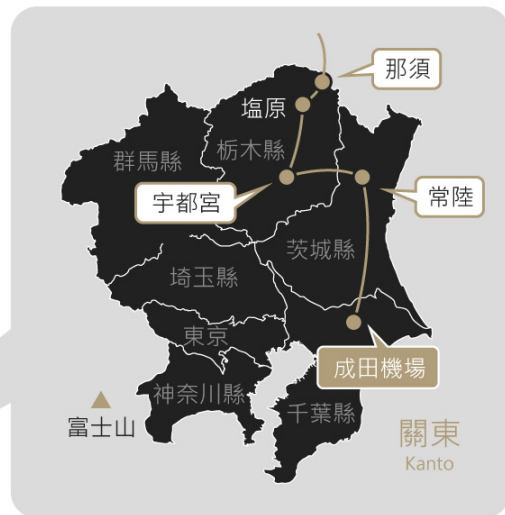 那須
塩原
群馬縣
栃木縣
宇都宮
常陸
茨城縣
埼玉縣
東京
成田機場
神奈川縣
千葉縣
富士山
關東
Kanto